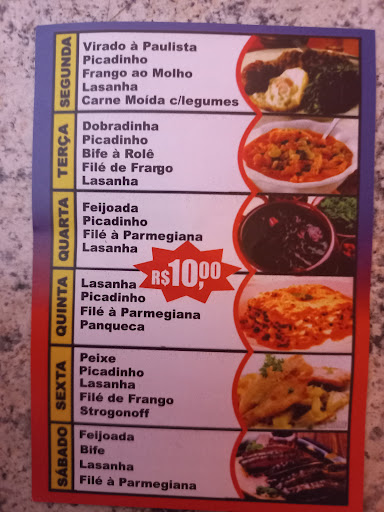 SEGUNDA
Virado à Paulista
Picadinho
Frango ao Molho
Lasanha
Carne Moída c/legumes
TERÇA
Dobradinha
Picadinho
Bife à Rolê
Filé de Frango
Lasanha
QUARTA
Feijoada
Picadinho
Filé à Parmegiana
Lasanha
R$10,00
QUINTA
Lasanha
Picadinho
Filé à Parmegiana
Panqueca
SEXTA
Peixe
Picadinho
Lasanha
Filé de Frango
Strogonoff
SÁBADO
Feijoada
Bife
Lasanha
Filé à Parmegiana